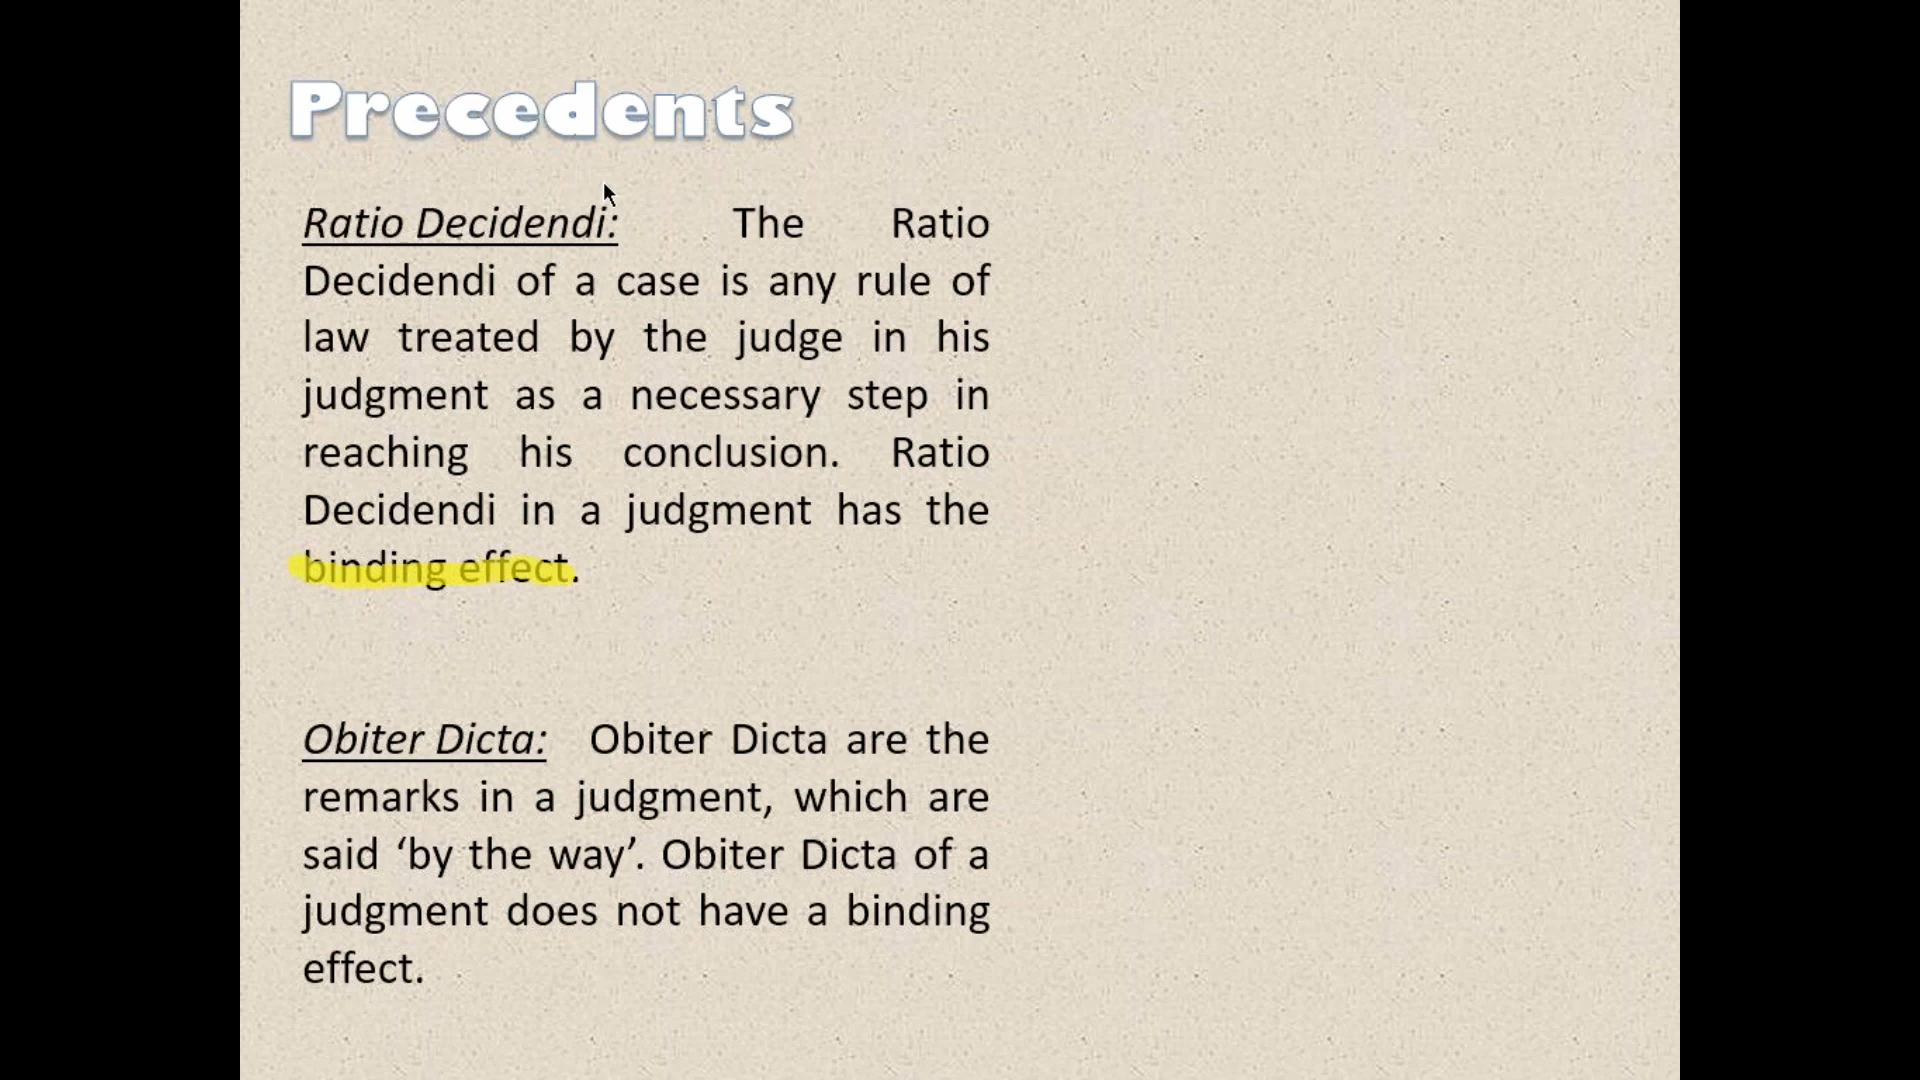 Precedents
Ratio Decidendi: The Ratio
Decidendi of a case is any rule of
law treated by the judge in his
judgment as a necessary step in
reaching his conclusion. Ratio
Decidendi in a judgment has the
binding effect.
Obiter Dicta: Obiter Dicta are the
remarks in a judgment, which are
said ‘by the way’. Obiter Dicta of a
judgment does not have a binding
effect.